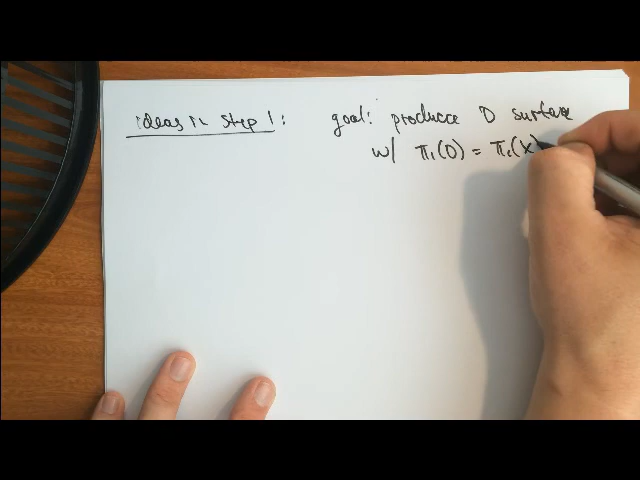 ideas in step 1: goal: produce D surface
w/ π₁(D) = π₁(X)